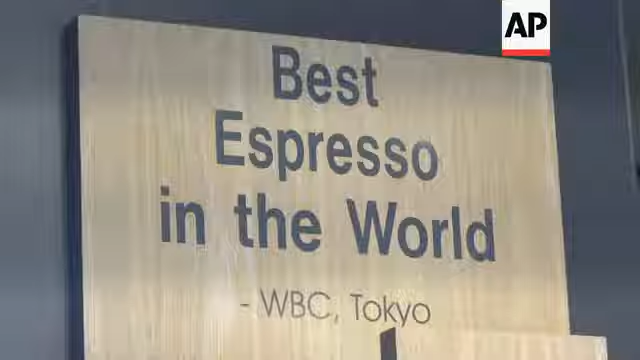 AP
Best
Espresso
in the World
- WBC, Tokyo